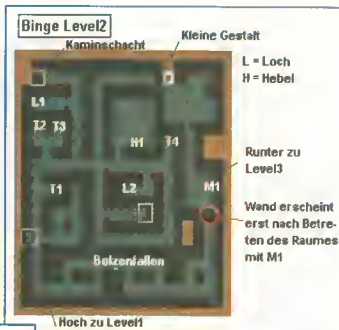 Binge Level2
Kaminschacht
Kleine Gestalt
L = Loch
H = Hebel
L1
T2 T3
H1
T4
Runter zu
Level3
T1
L2
M1
Wand erscheint
erst nach Betre-
ten des Raumes
mit M1
Bolzenfallen
Hoch zu Level1